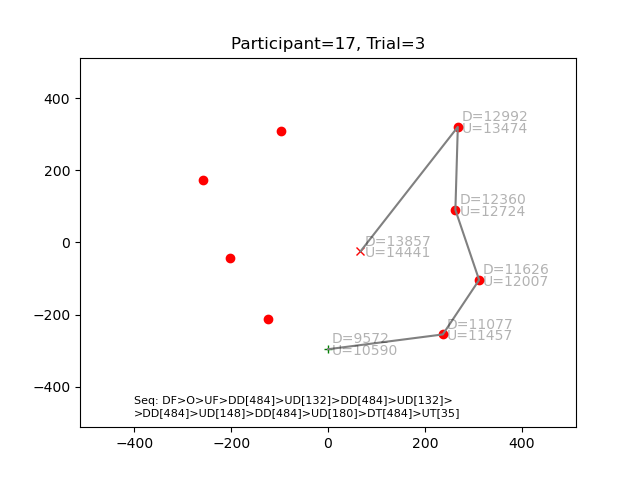 Participant=17, Trial=3
400
200
0
−200
−400
−400
−200
0
200
400
D=12992
U=13474
D=12360
U=12724
D=13857
U=14441
D=11626
U=12007
D=11077
U=11457
D=9572
U=10590
Seq: DF>O>UF>DD[484]>UD[132]>DD[484]>UD[132]>
>DD[484]>UD[148]>DD[484]>UD[180]>DT[484]>UT[35]